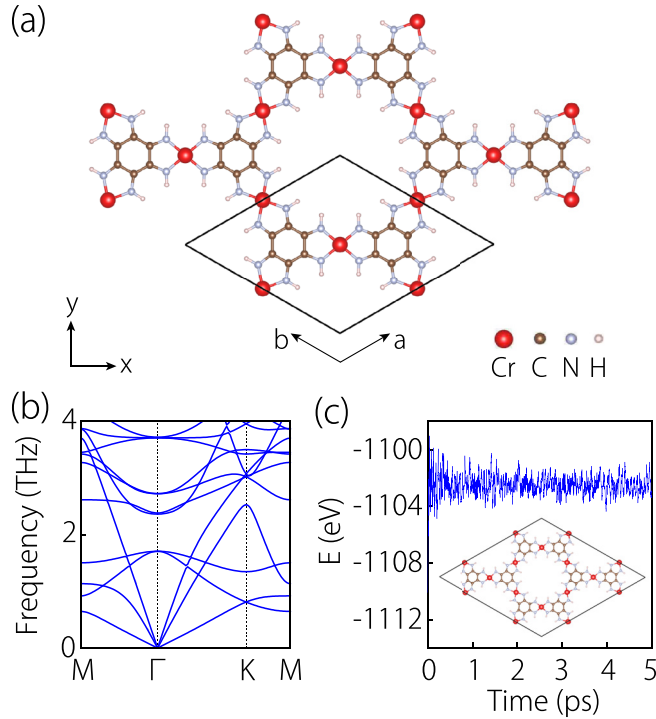 (a)
y
x
b
a
Cr C N H
(b)
Frequency (THz)
4
2
0
M Γ K M
(c)
E (eV)
-1100
-1104
-1108
-1112
0 1 2 3 4 5
Time (ps)